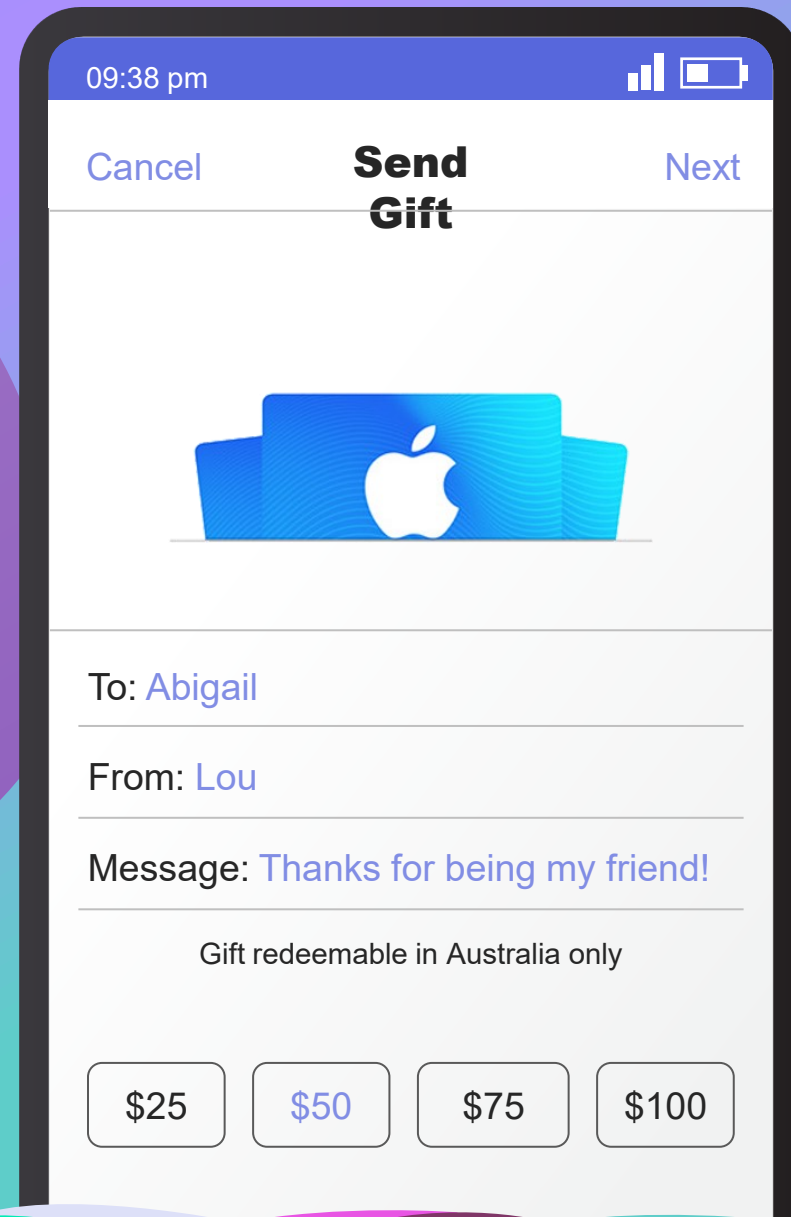 09:38 pm
Cancel
Send
Gift
Next
To: Abigail
From: Lou
Message: Thanks for being my friend!
Gift redeemable in Australia only
$25
$50
$75
$100